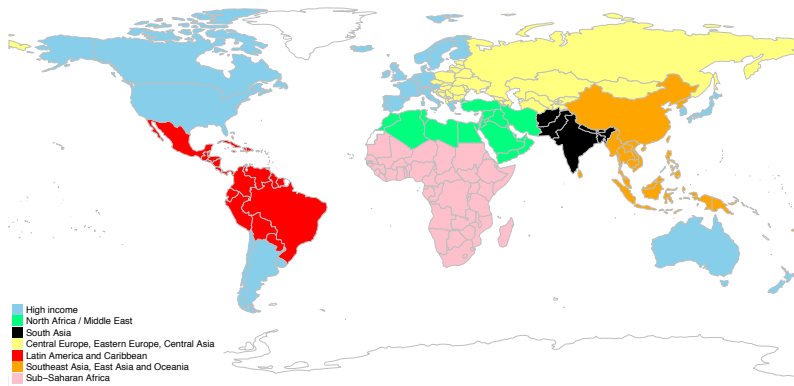 High income
North Africa / Middle East
South Asia
Central Europe, Eastern Europe, Central Asia
Latin America and Caribbean
Southeast Asia, East Asia and Oceania
Sub−Saharan Africa